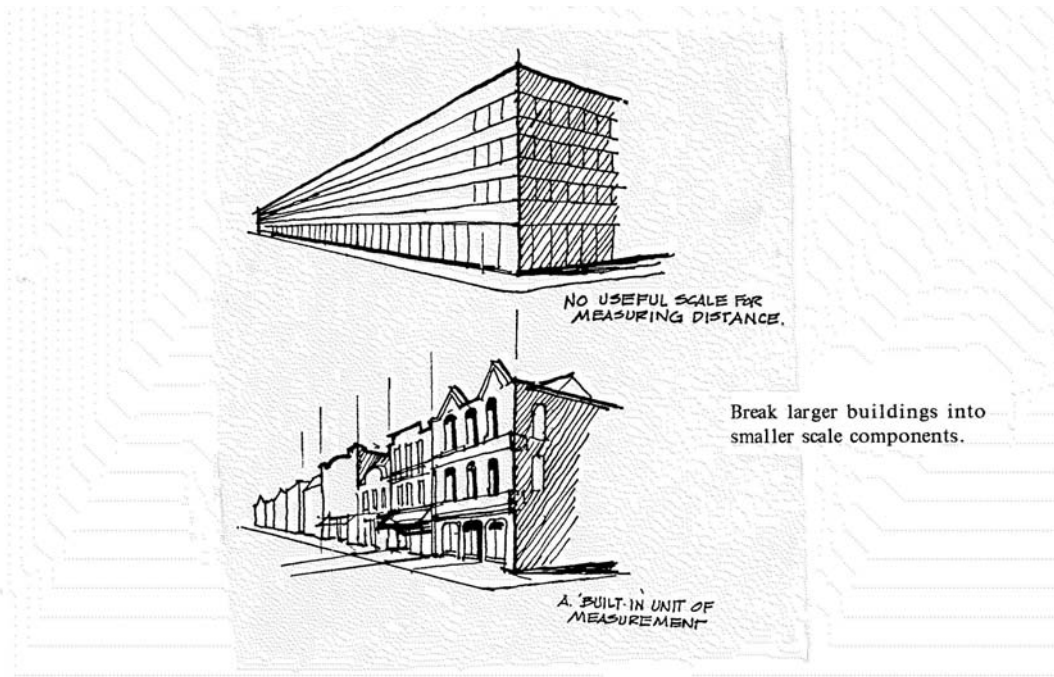 NO USEFUL SCALE FOR
MEASURING DISTANCE.
Break larger buildings into
smaller scale components.
A 'BUILT-IN' UNIT OF
MEASUREMENT